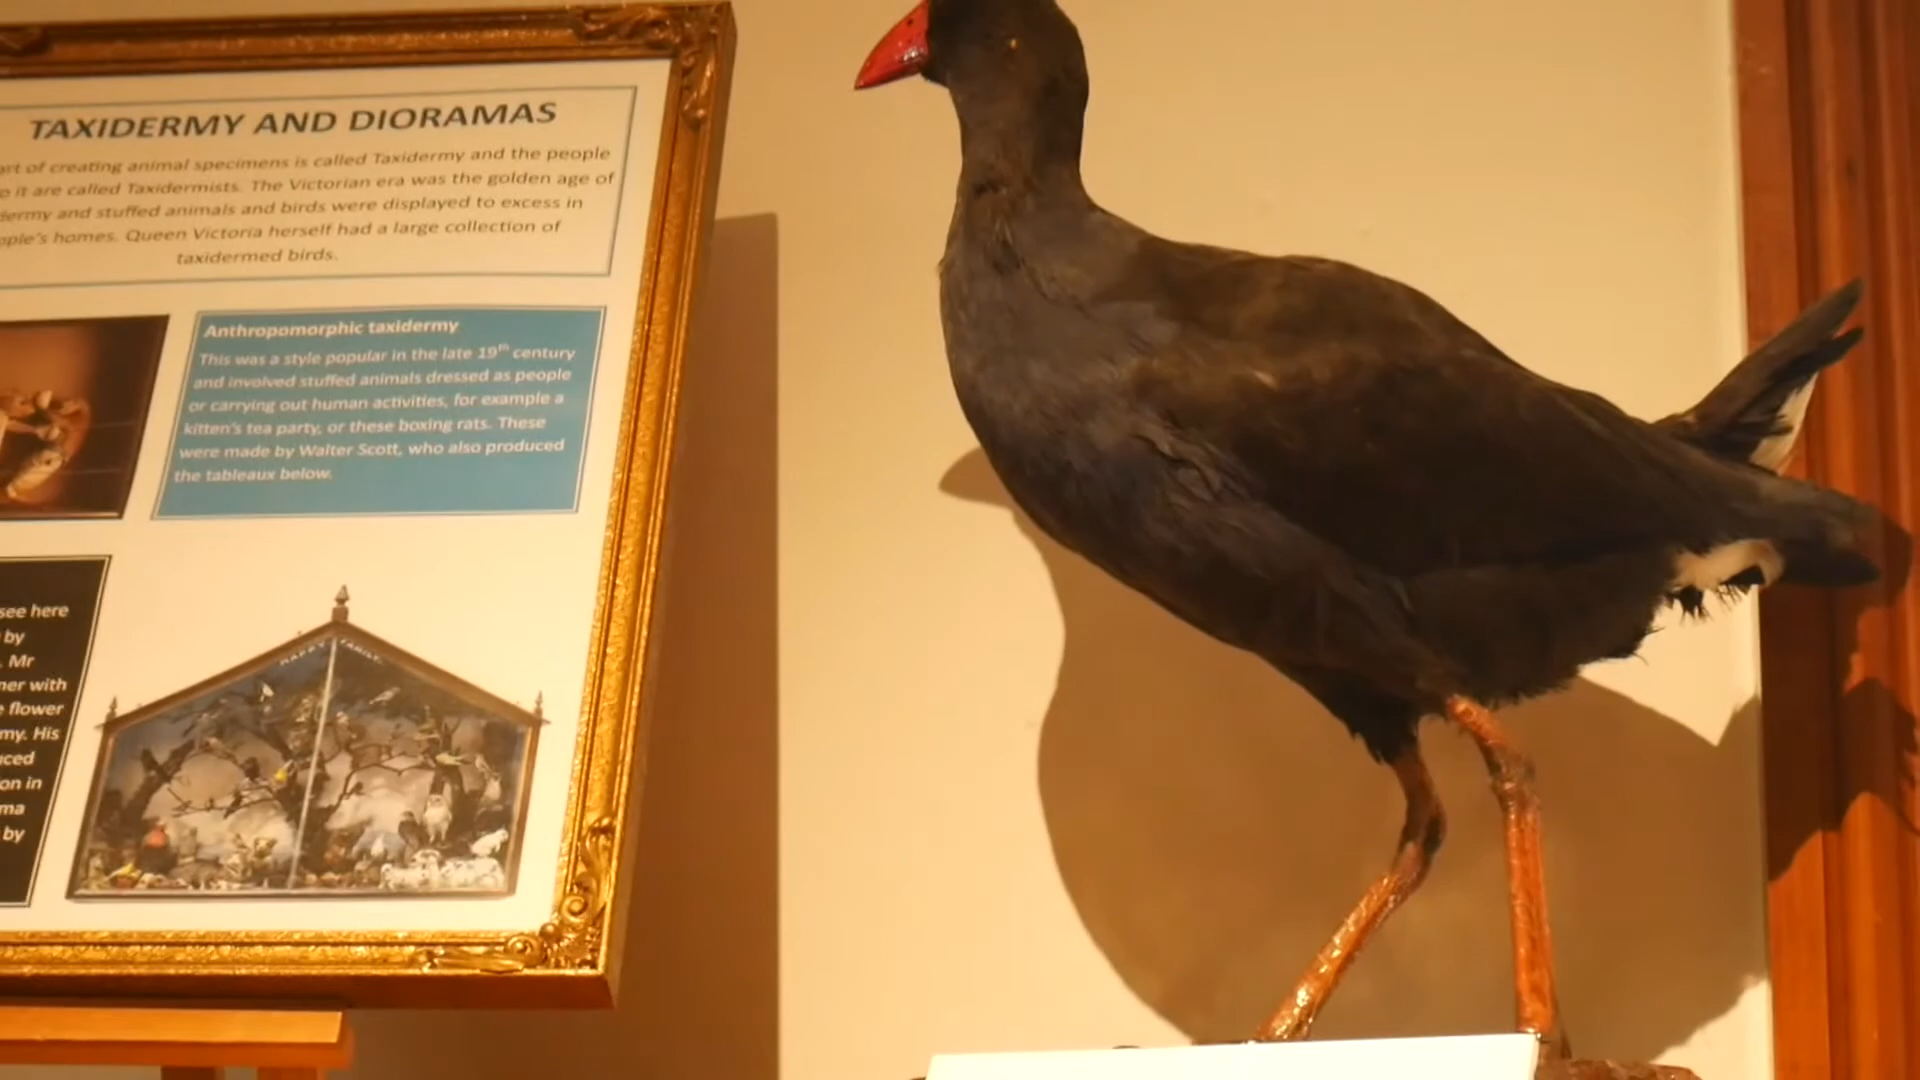 TAXIDERMY AND DIORAMAS
art of creating animal specimens is called Taxidermy and the people
o it are called Taxidermists. The Victorian era was the golden age of
dermy and stuffed animals and birds were displayed to excess in
ople's homes. Queen Victoria herself had a large collection of
taxidermed birds.
Anthropomorphic taxidermy
This was a style popular in the late 19th century
and involved stuffed animals dressed as people
or carrying out human activities, for example a
kitten's tea party, or these boxing rats. These
were made by Walter Scott, who also produced
the tableaux below.
see here
by
. Mr
ner with
e flower
my. His
uced
on in
ma
by
HAPPY FAMILY